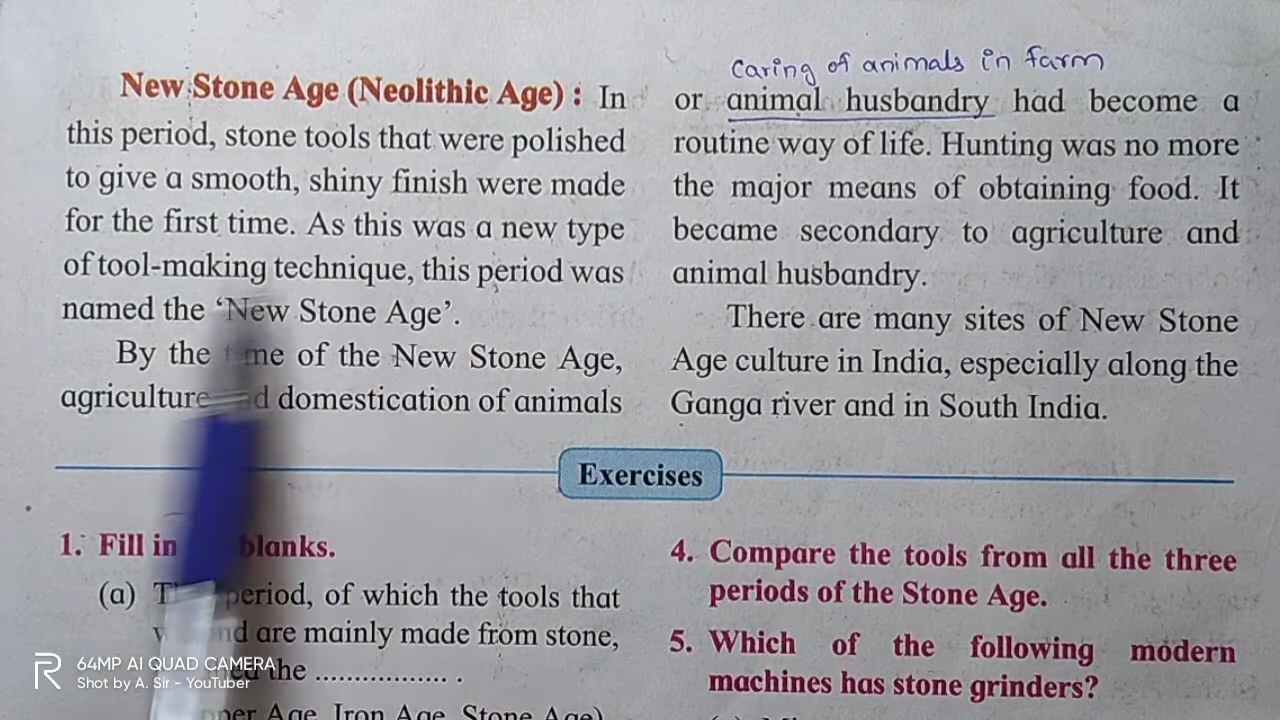 New Stone Age (Neolithic Age) : In
this period, stone tools that were polished
to give a smooth, shiny finish were made
for the first time. As this was a new type
of tool-making technique, this period was
named the ‘New Stone Age’.
By the me of the New Stone Age,
agriculture d domestication of animals
caring of animals in farm
or animal husbandry had become a
routine way of life. Hunting was no more
the major means of obtaining food. It
became secondary to agriculture and
animal husbandry.
There are many sites of New Stone
Age culture in India, especially along the
Ganga river and in South India.
Exercises
1. Fill in blanks.
(a) period, of which the tools that
are mainly made from stone,
the ................. .
Age, Iron Age, Stone Age)
4. Compare the tools from all the three
periods of the Stone Age.
5. Which of the following modern
machines has stone grinders?
64MP AI QUAD CAMERA
Shot by A. Sir - YouTuber